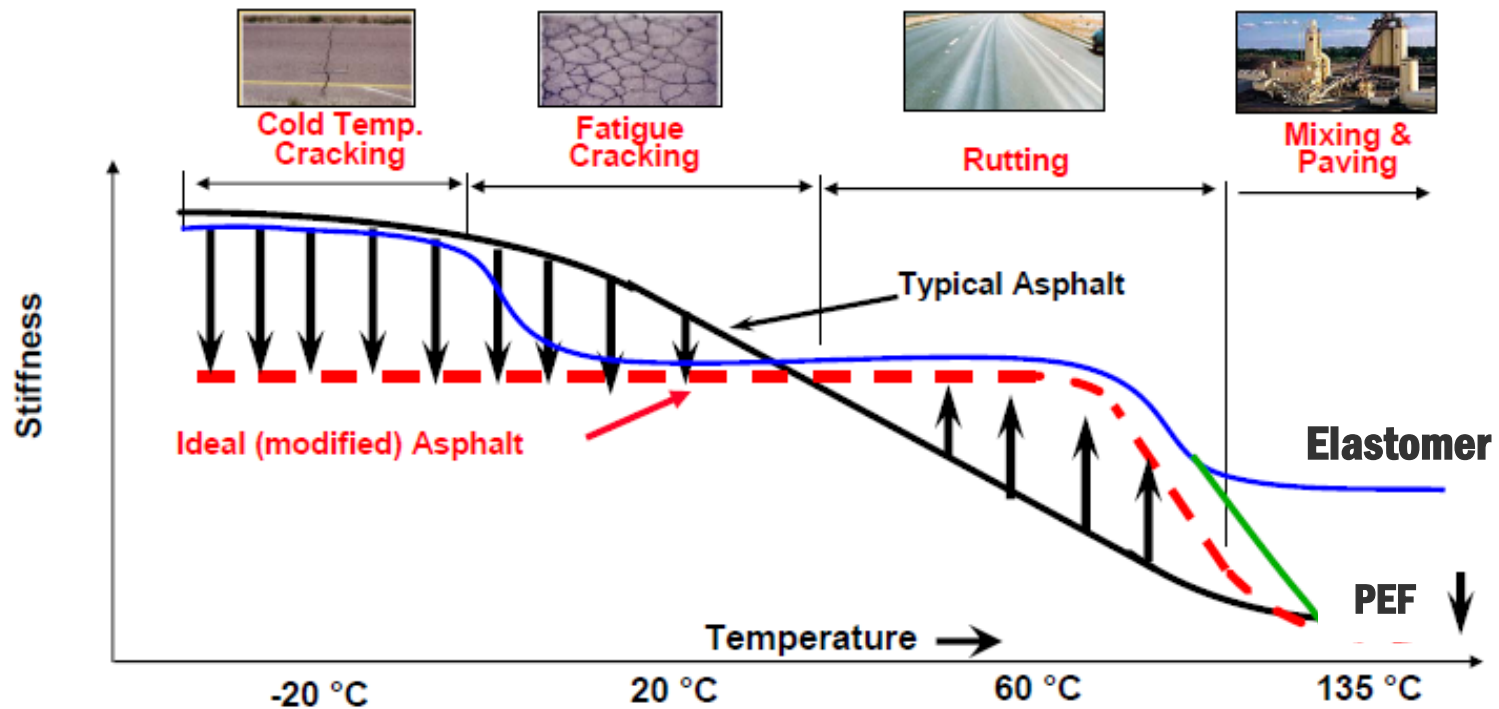 Cold Temp.
Cracking
Fatigue
Cracking
Rutting
Mixing &
Paving
Stiffness
Typical Asphalt
Ideal (modified) Asphalt
Elastomer
PEF
Temperature
-20 °C
20 °C
60 °C
135 °C